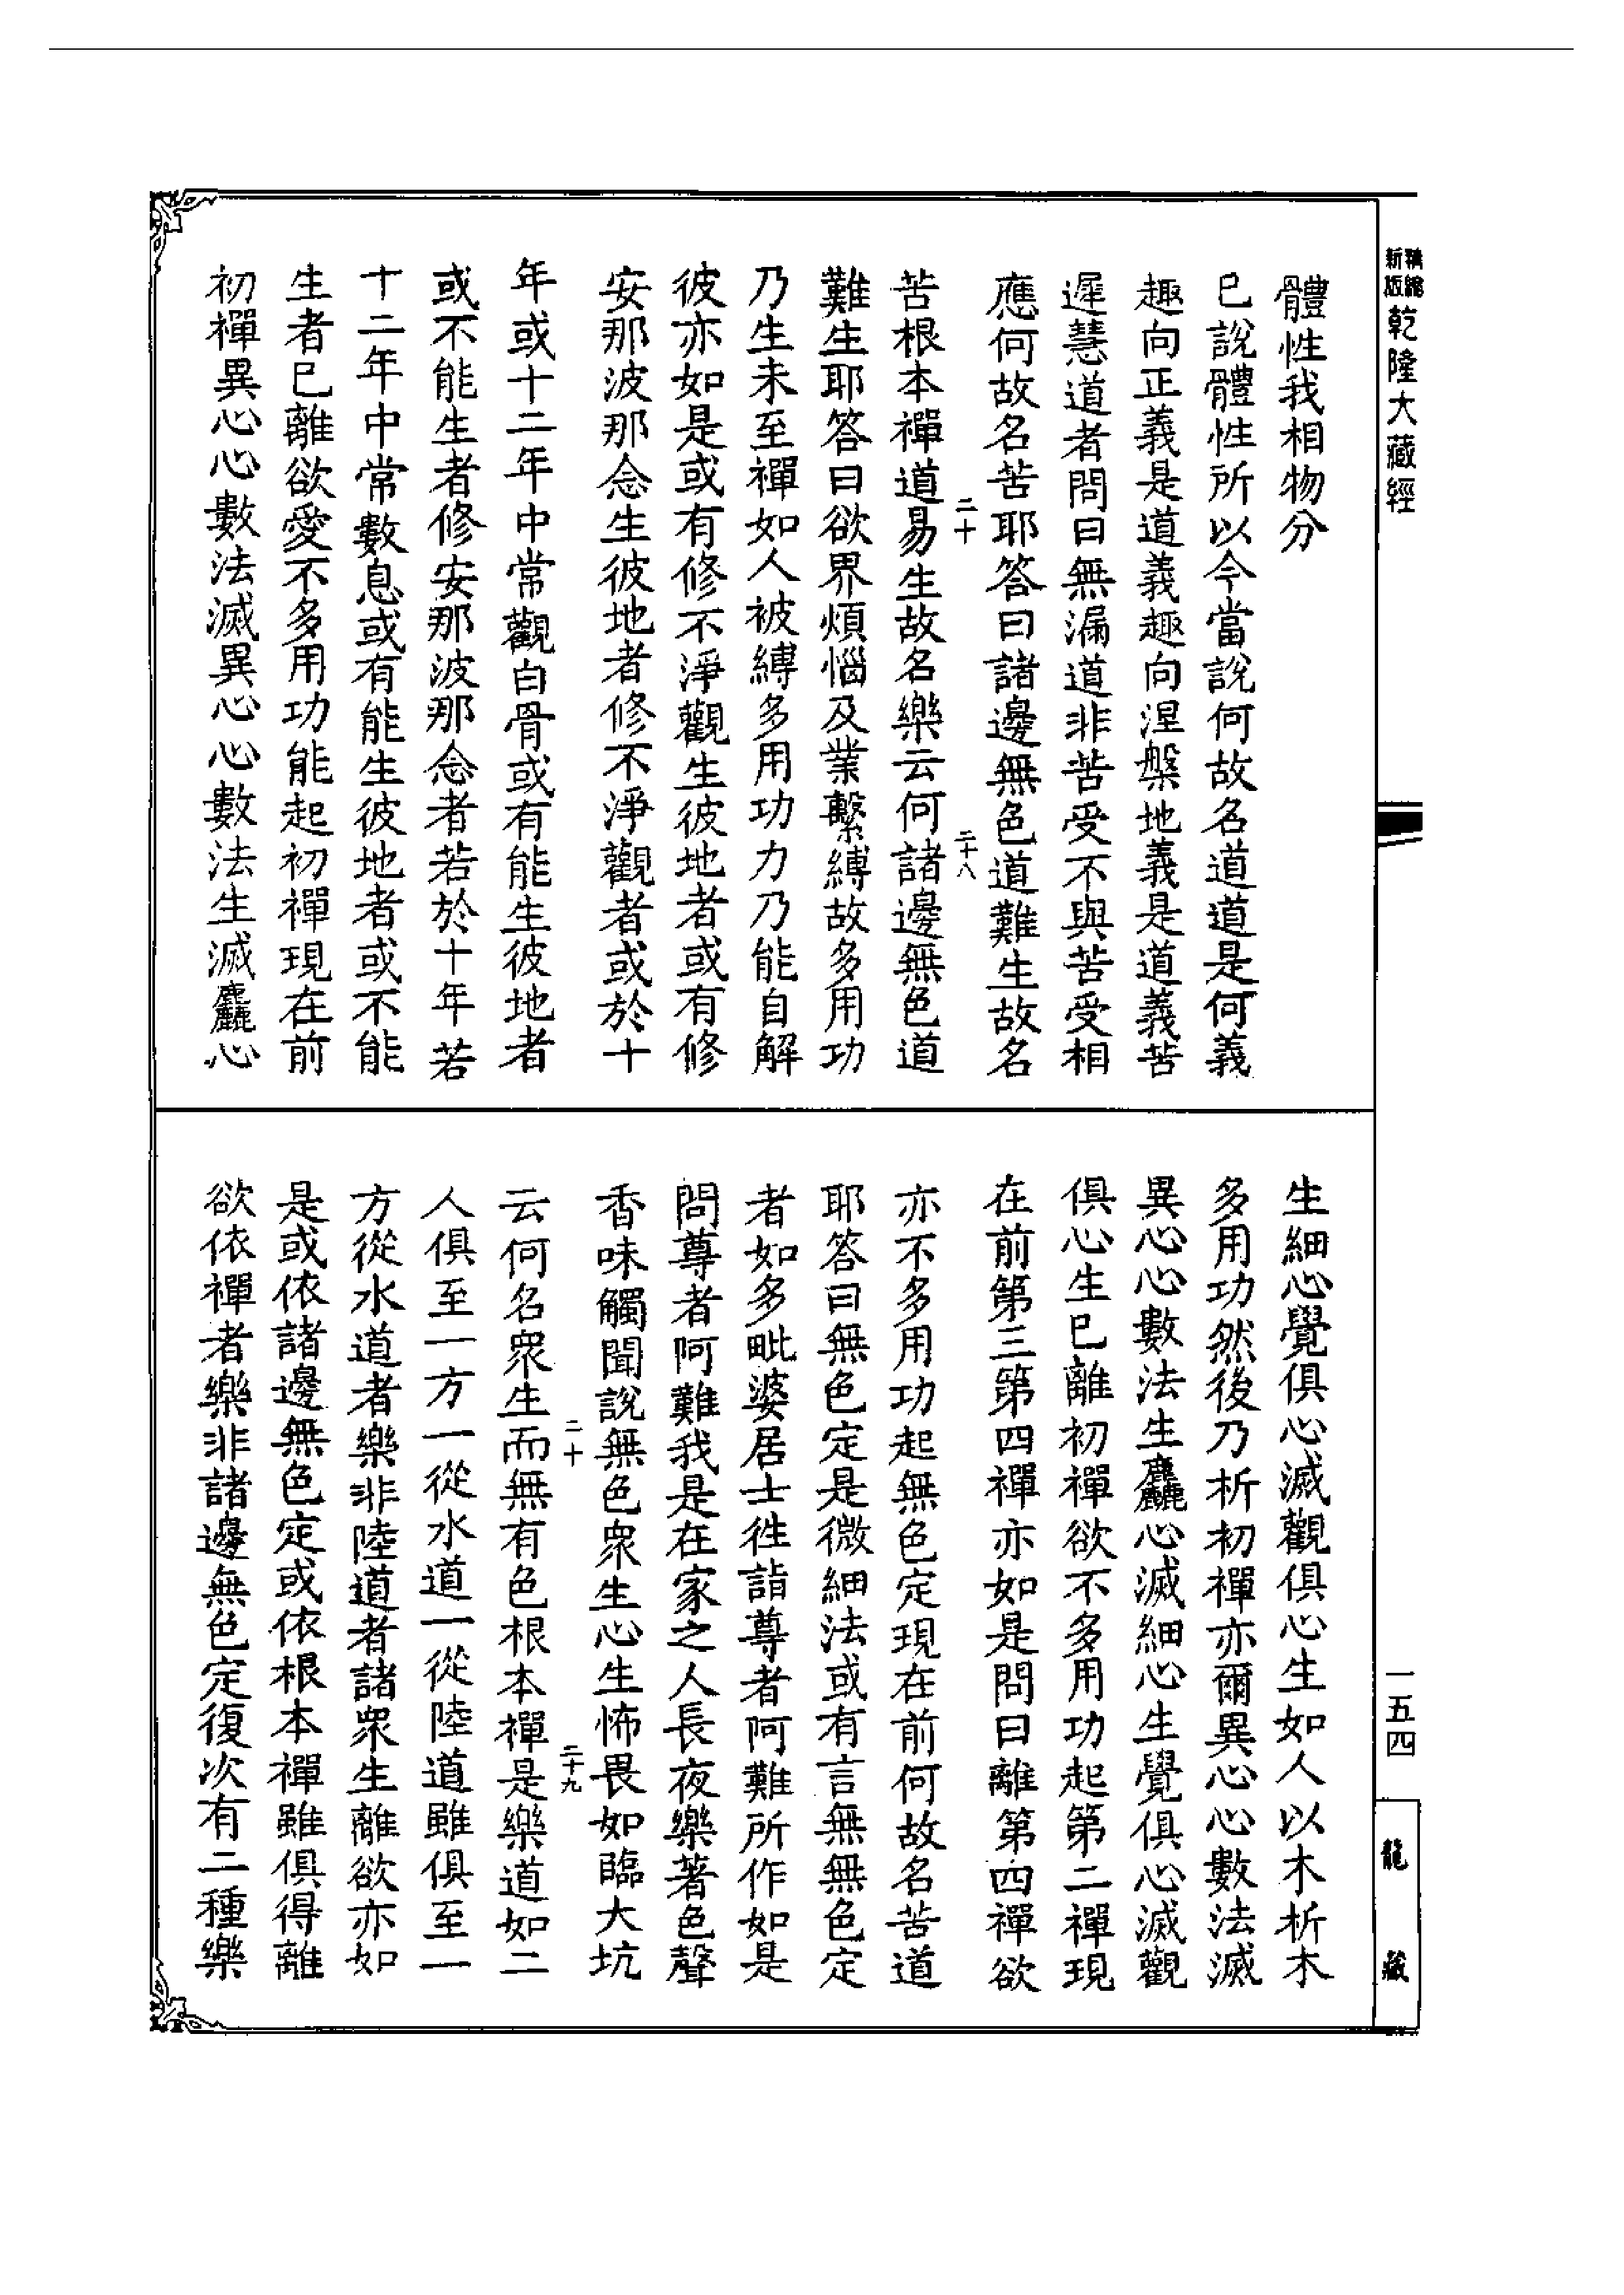 新版
精縮
乾隆大藏經
體性我相物分
已說體性所以今當說何故名道道是何義
趣向正義是道義趣向涅槃地義是道義苦
遲慧道者問曰無漏道非苦受不與苦受相
應何故名苦耶答曰諸邊無色道難生故名
二十
二十八
苦根本禪道易生故名樂云何諸邊無色道
難生耶答曰欲界煩惱及業繫縛故多用功
乃生未至禪如人被縛多用功力乃能自解
彼亦如是或有修不淨觀生彼地者或有修
安那波那念生彼地者修不淨觀者或於十
年或十二年中常觀白骨或有能生彼地者
或不能生者修安那波那念者若於十年若
十二年中常數息或有能生彼地者或不能
生者已離欲愛不多用功能起初禪現在前
初禪異心心數法滅異心心數法生滅麤心
生細心覺俱心滅觀俱心生如人以木析木
多用功然後乃析初禪亦爾異心心數法滅
異心心數法生麤心滅細心生覺俱心滅觀
俱心生已離初禪欲不多用功起第二禪現
在前第三第四禪亦如是問曰離第四禪欲
亦不多用功起無色定現在前何故名苦道
耶答曰無色定是微細法或有言無無色定
者如多毗婆居士往詣尊者阿難所作如是
問尊者阿難我是在家之人長夜樂著色聲
香味觸聞說無色眾生心生怖畏如臨大坑
二十
二十九
云何名眾生而無有色根本禪是樂道如二
人俱至一方一從水道一從陸道雖俱至一
方從水道者樂非陸道者諸眾生離欲亦如
是或依諸邊無色定或依根本禪雖俱得離
欲依禪者樂非諸邊無色定復次有二種樂
一五四
龍藏